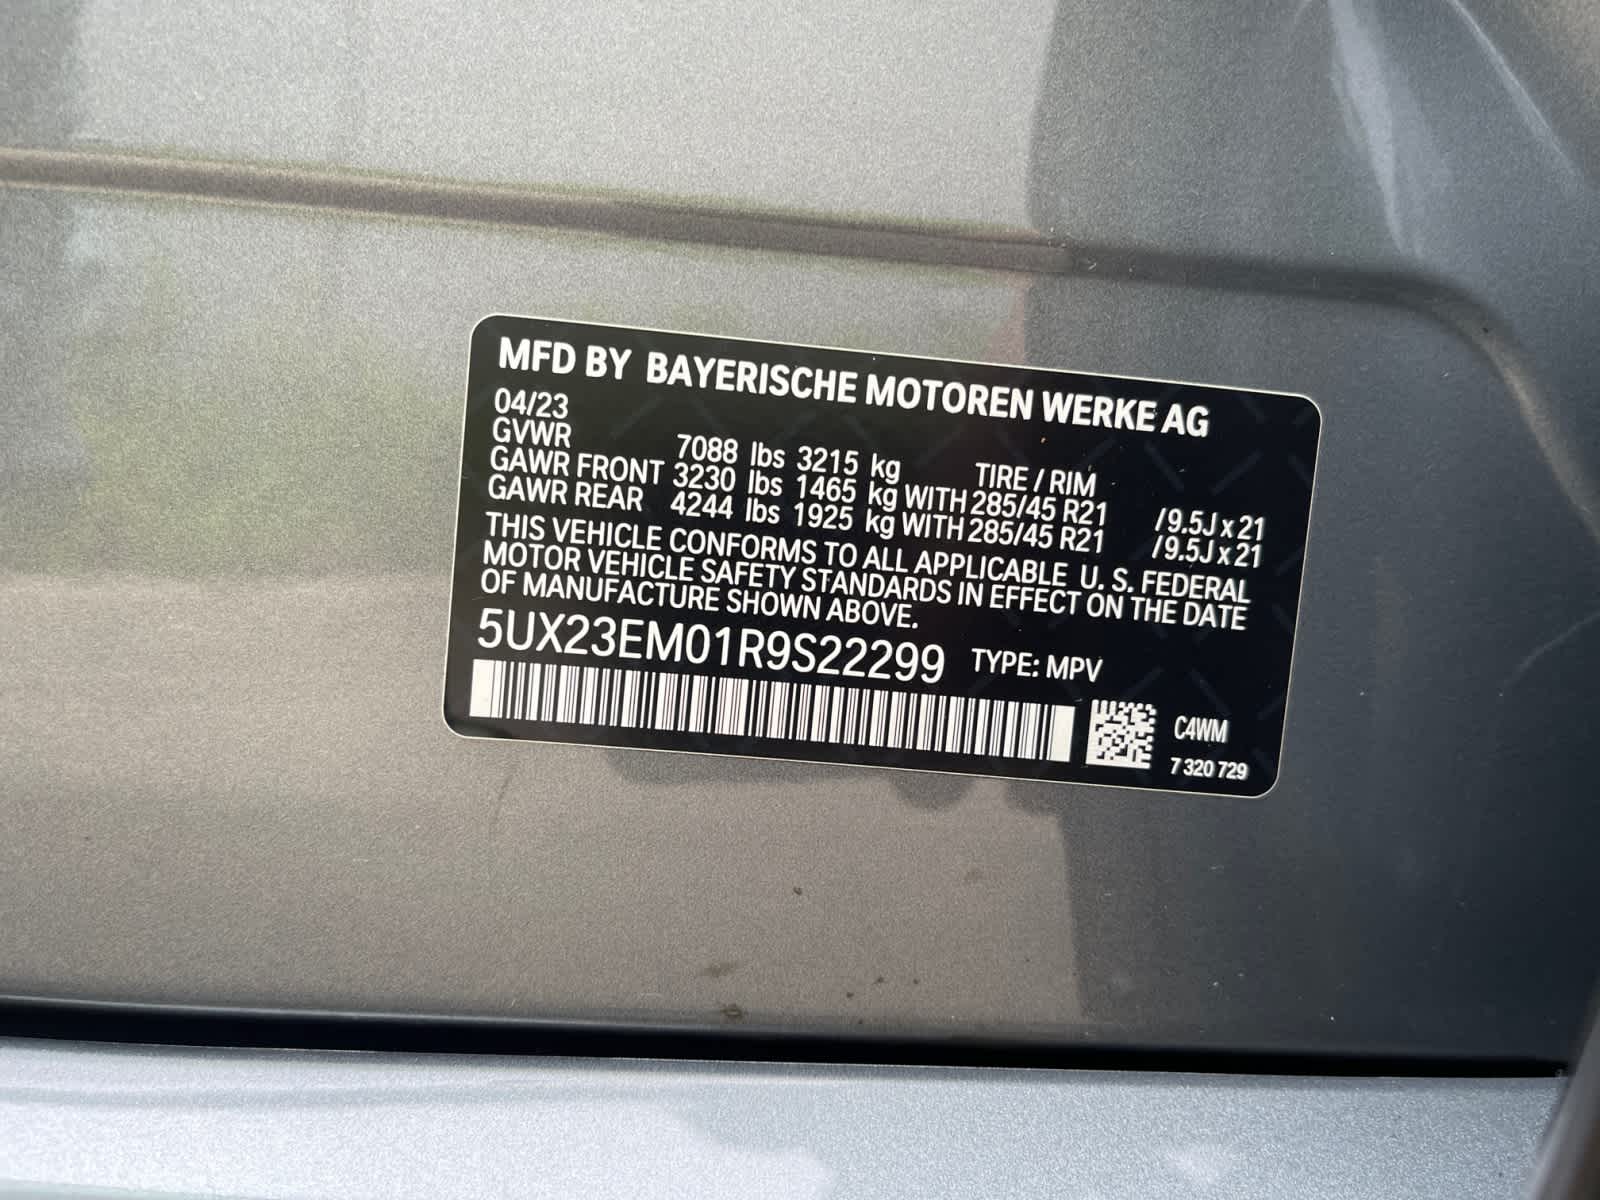 MFD BY BAYERISCHE MOTOREN WERKE AG
04/23
GVWR 7088 lbs 3215 kg TIRE / RIM
GAWR FRONT 3230 lbs 1465 kg WITH 285/45 R21 /9.5J x 21
GAWR REAR 4244 lbs 1925 kg WITH 285/45 R21 /9.5J x 21
THIS VEHICLE CONFORMS TO ALL APPLICABLE U. S. FEDERAL
MOTOR VEHICLE SAFETY STANDARDS IN EFFECT ON THE DATE
OF MANUFACTURE SHOWN ABOVE.
5UX23EM01R9S22299 TYPE: MPV
C4WM
7 320 729